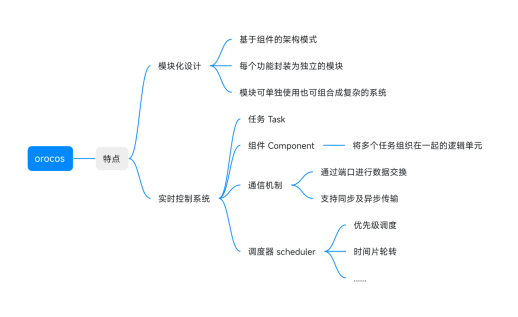 orocos
特点
模块化设计
基于组件的架构模式
每个功能封装为独立的模块
模块可单独使用也可组合成复杂的系统
实时控制系统
任务 Task
组件 Component
将多个任务组织在一起的逻辑单元
通信机制
通过端口进行数据交换
支持同步及异步传输
调度器 scheduler
优先级调度
时间片轮转
......